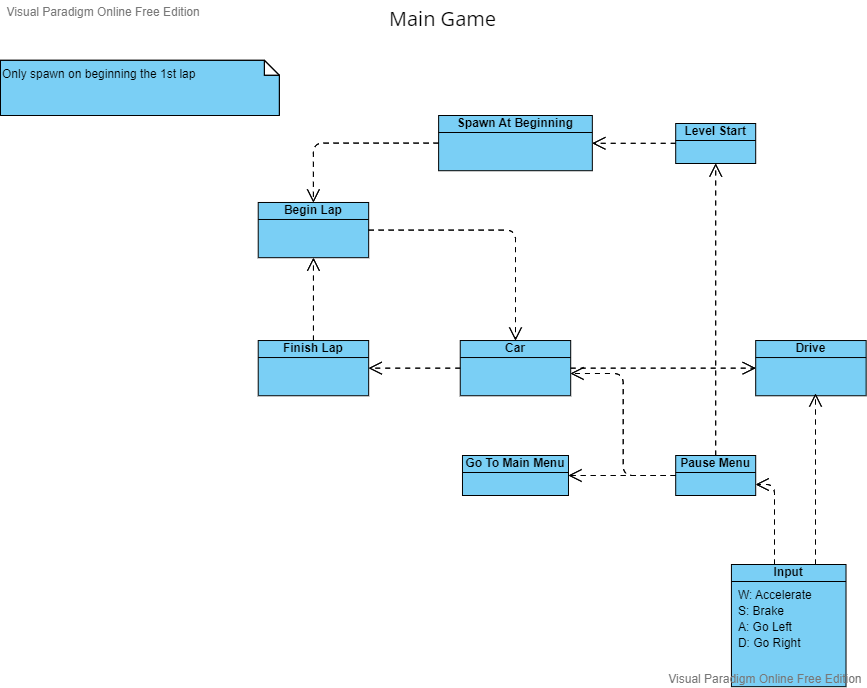 Visual Paradigm Online Free Edition
Main Game
Only spawn on beginning the 1st lap
Spawn At Beginning
Level Start
Begin Lap
Finish Lap
Car
Drive
Go To Main Menu
Pause Menu
Input
W: Accelerate
S: Brake
A: Go Left
D: Go Right
Visual Paradigm Online Free Edition